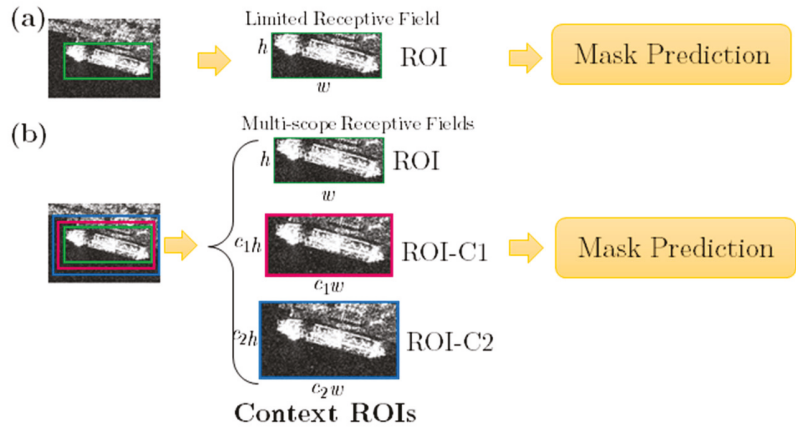 (a)
Limited Receptive Field
h
ROI
w
Mask Prediction
(b)
Multi-scope Receptive Fields
h
ROI
w
c₁h
ROI-C1
c₁w
Mask Prediction
c₂h
ROI-C2
c₂w
Context ROIs